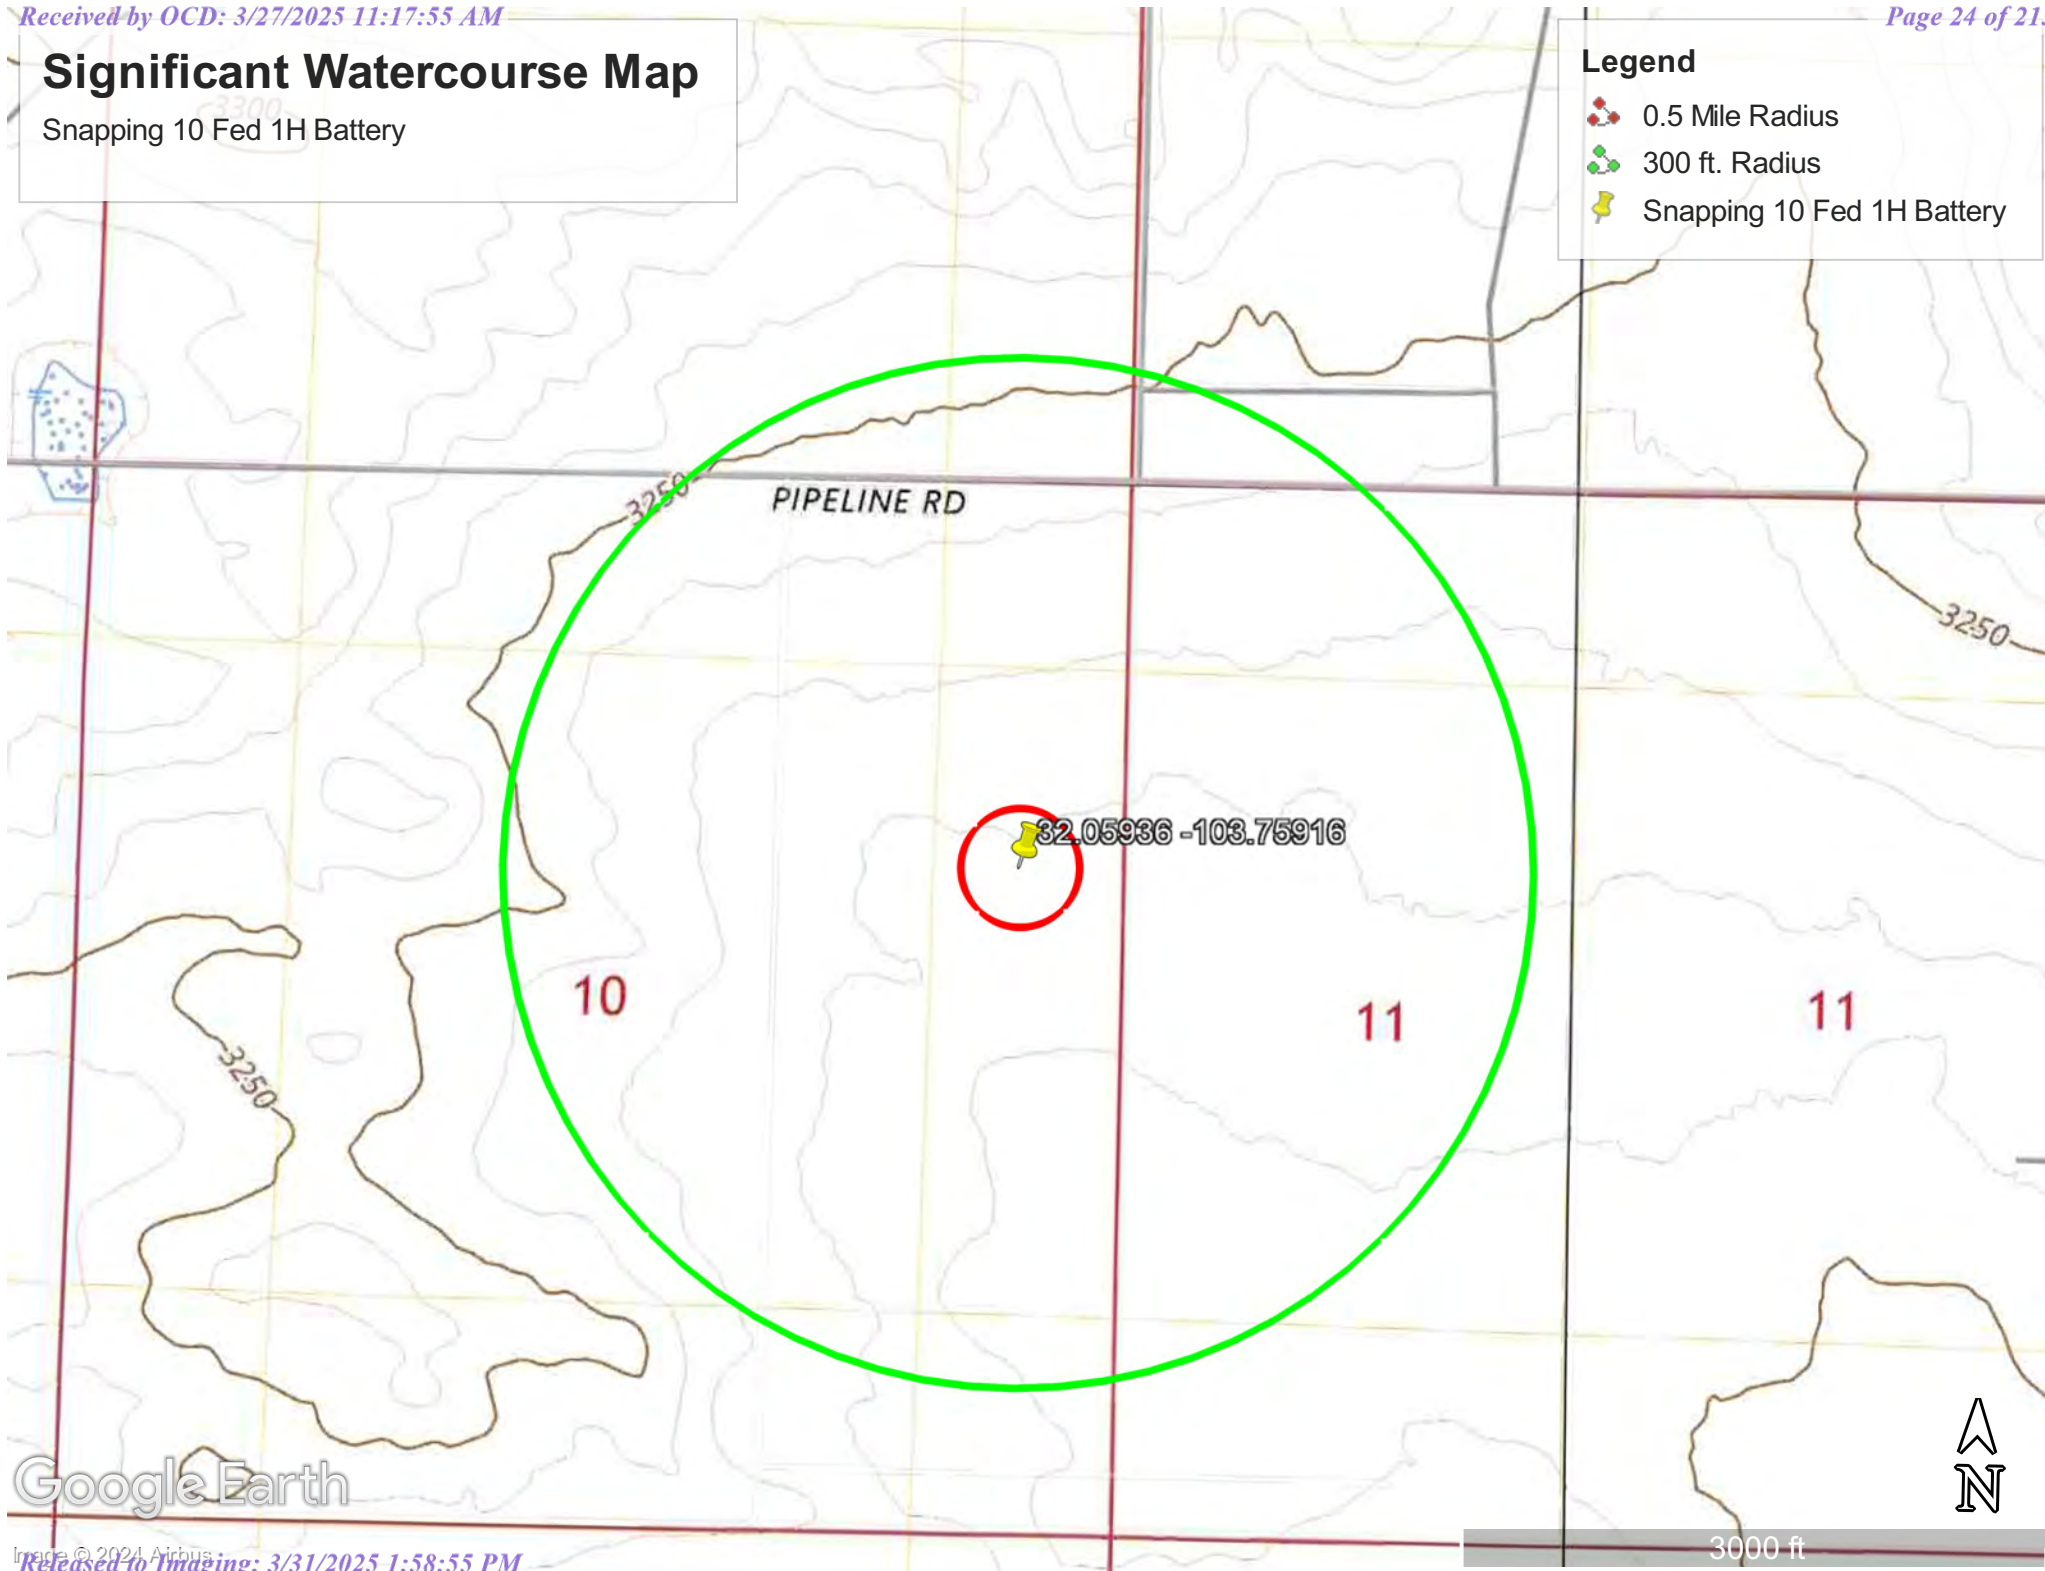 Received by OCD: 3/27/2025 11:17:55 AM
Page 24 of 21
Significant Watercourse Map
Snapping 10 Fed 1H Battery
3300
Legend
0.5 Mile Radius
300 ft. Radius
Snapping 10 Fed 1H Battery
3250
PIPELINE RD
3250
32.05936 -103.75916
10
11
11
3250
N
Google Earth
3000 ft
Image © 2024 Airbus
Released to Imaging: 3/31/2025 1:58:55 PM